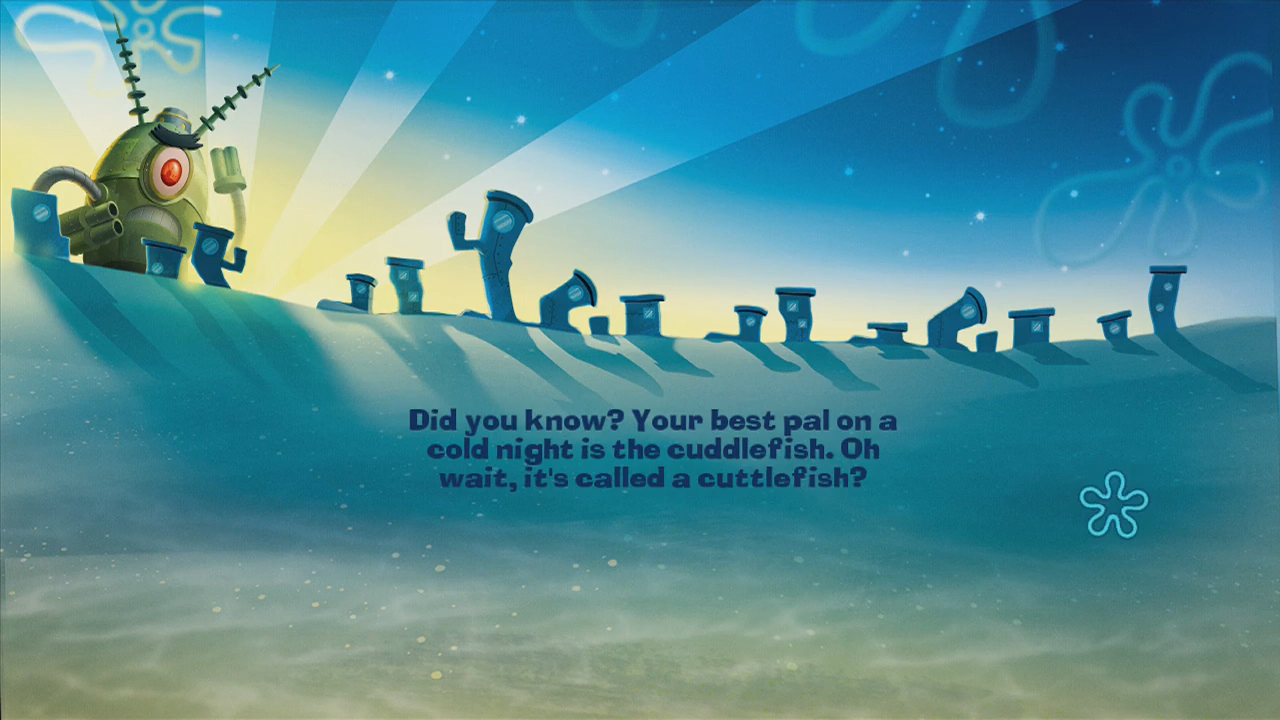 Did you know? Your best pal on a
cold night is the cuddlefish. Oh
wait, it's called a cuttlefish?